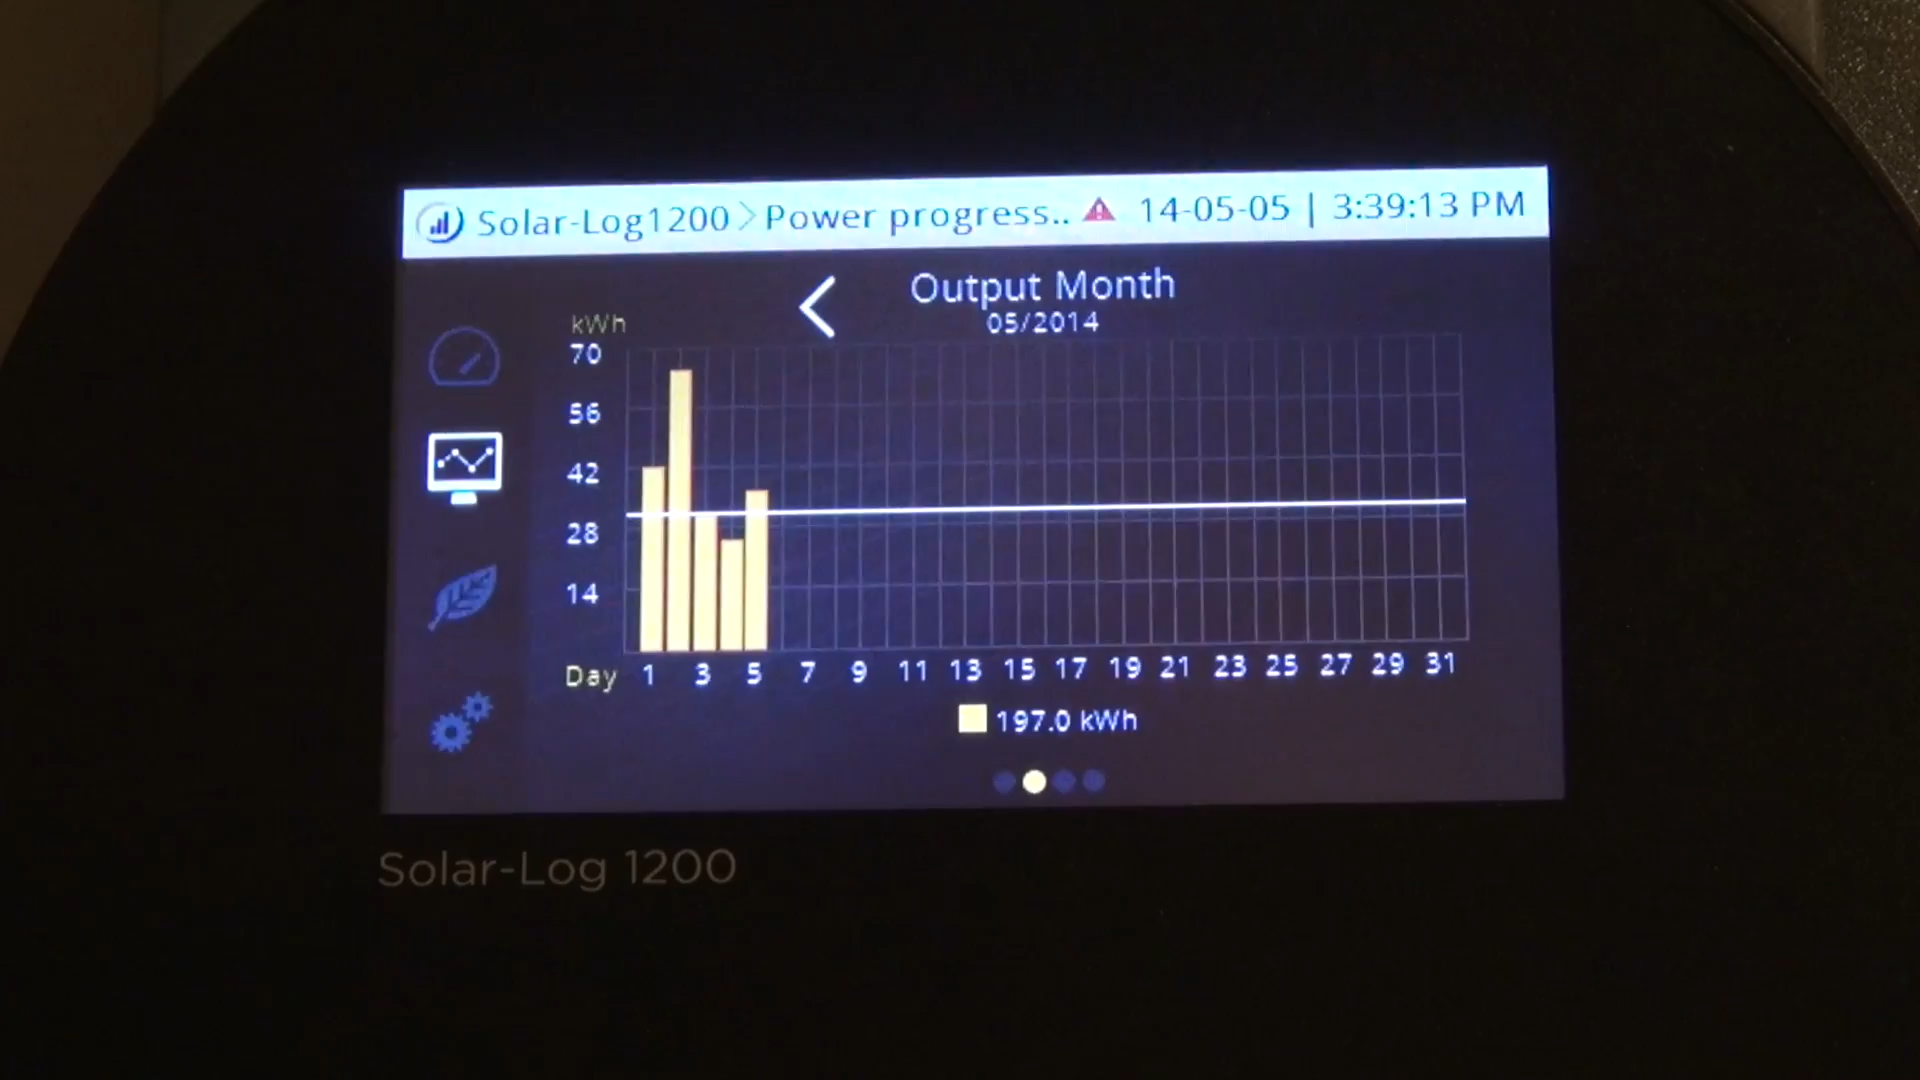 Solar-Log1200 > Power progress.. 14-05-05 | 3:39:13 PM
Output Month
05/2014
kWh
70
56
42
28
14
Day 1 3 5 7 9 11 13 15 17 19 21 23 25 27 29 31
197.0 kWh
Solar-Log 1200